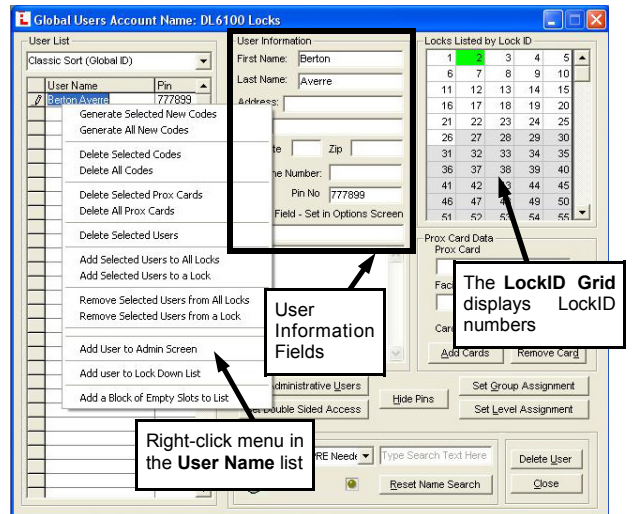 Global Users Account Name: DL6100 Locks
User List
Classic Sort (Global ID)
User Name Pin
Berton Averre 777899
Generate Selected New Codes
Generate All New Codes
Delete Selected Codes
Delete All Codes
Delete Selected Prox Cards
Delete All Prox Cards
Delete Selected Users
Add Selected Users to All Locks
Add Selected Users to a Lock
Remove Selected Users from All Locks
Remove Selected Users from a Lock
Add User to Admin Screen
Add user to Lock Down List
Add a Block of Empty Slots to List
Right-click menu in
the User Name list
User Information
First Name: Berton
Last Name: Averre
Address:
Zip
Number:
Pin No 777899
Field - Set in Options Screen
User
Information
Fields
Locks Listed by Lock ID
1 2 3 4 5
6 7 8 9 10
11 12 13 14 15
16 17 18 19 20
21 22 23 24 25
26 27 28 29 30
31 32 33 34 35
36 37 38 39 40
41 42 43 44 45
46 47 48 49 50
51 52 53 54 55
Prox Card Data
Prox
Card
The LockID Grid
displays LockID
numbers
Add Cards Remove Card
Administrative Users
Set Double Sided Access
Hide Pins
Set Group Assignment
Set Level Assignment
Type Search Text Here
Reset Name Search
Delete User
Close